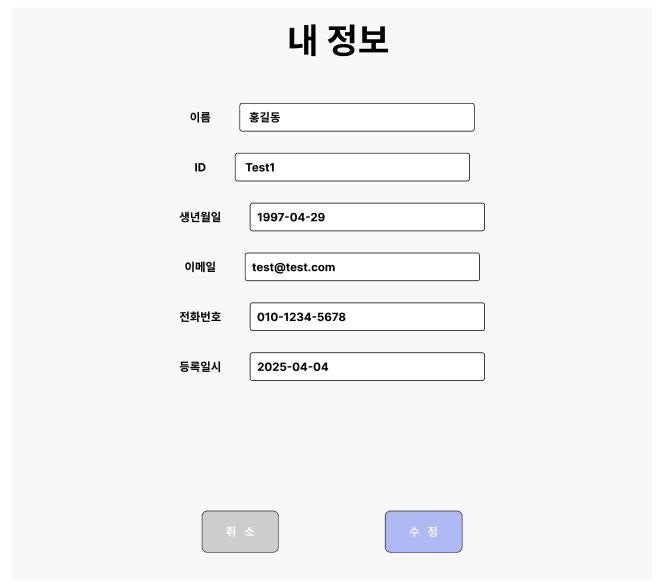 내 정보
이름 홍길동
ID Test1
생년월일 1997-04-29
이메일 test@test.com
전화번호 010-1234-5678
등록일시 2025-04-04
취 소 수 정